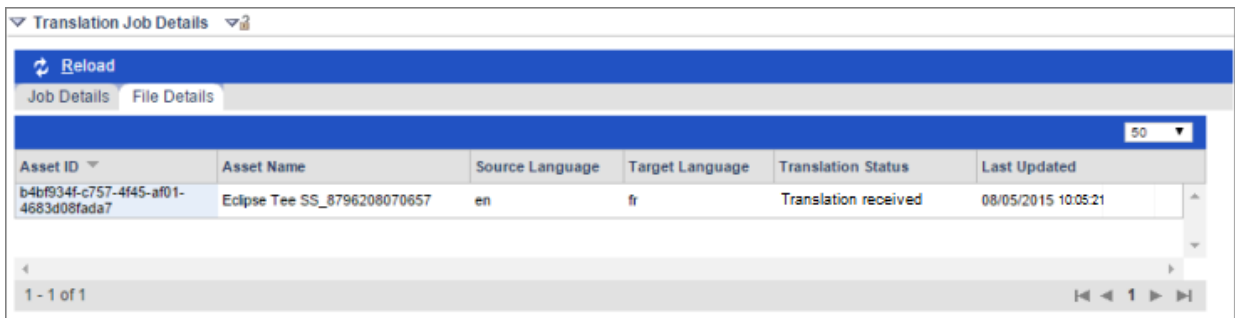 Translation Job Details
Reload
Job Details File Details
50
Asset ID Asset Name Source Language Target Language Translation Status Last Updated
b4bf934f-c757-4f45-af01-
4683d08fada7 Eclipse Tee SS_8796208070657 en fr Translation received 08/05/2015 10:05:21
1 - 1 of 1 1